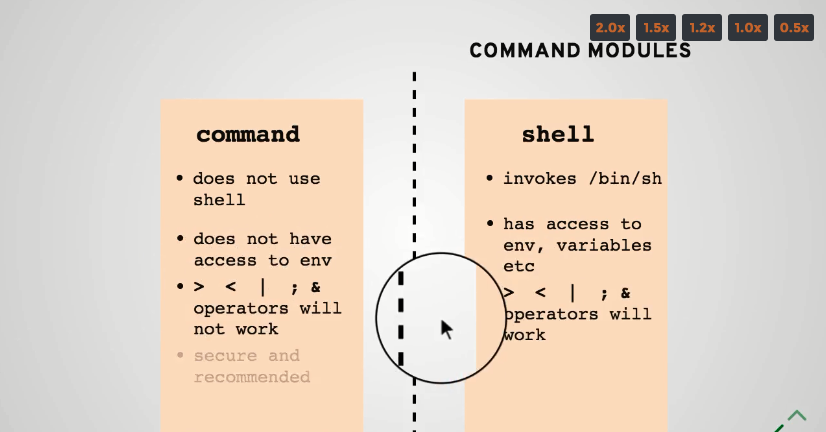 2.0x 1.5x 1.2x 1.0x 0.5x
COMMAND MODULES
command
• does not use
shell
• does not have
access to env
• > < | ; &
operators will
not work
• secure and
recommended
shell
• invokes /bin/sh
• has access to
env, variables
etc
> < | ; &
operators will
work